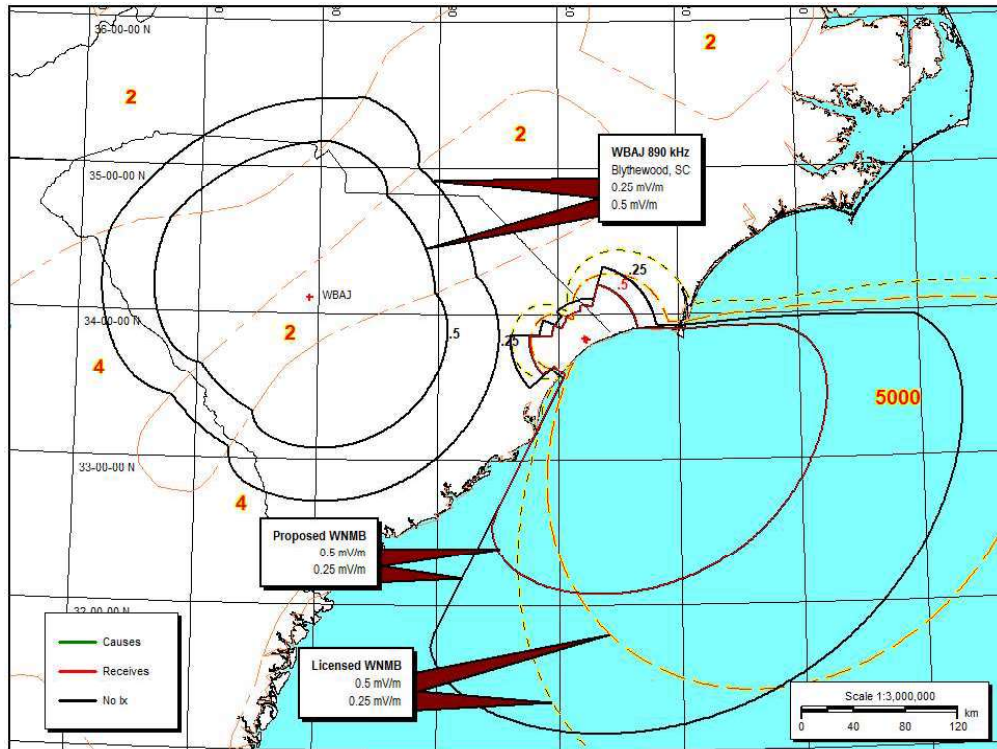 36-00-00 N
2
2
2
WBAJ 890 kHz
Blythewood, SC
0.25 mV/m
0.5 mV/m
35-00-00 N
.25
.5
WBAJ
34-00-00 N
2
.5
.25
4
5000
33-00-00 N
4
Proposed WNMB
0.5 mV/m
0.25 mV/m
32-00-00 N
Causes
Receives
No Ix
Licensed WNMB
0.5 mV/m
0.25 mV/m
Scale 1:3,000,000
km
0 40 80 120